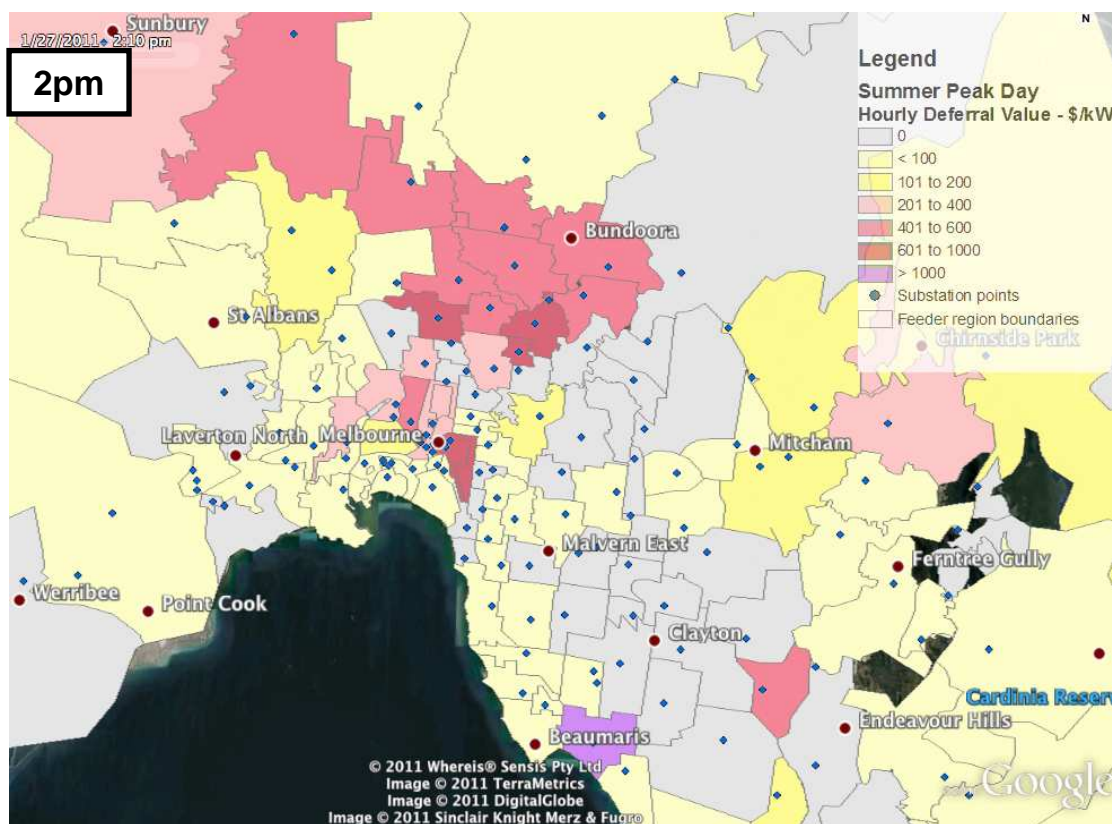 Sunbury
1/27/2011 2:10 pm
2pm
N
Legend
Summer Peak Day
Hourly Deferral Value - $/kW
0
< 100
101 to 200
201 to 400
401 to 600
601 to 1000
> 1000
Substation points
Feeder region boundaries
Bundoora
St Albans
Chirnside Park
Laverton North
Melbourne
Mitcham
Malvern East
Ferntree Gully
Werribee
Point Cook
Clayton
Cardinia Reserv
Endeavour Hills
Beaumaris
© 2011 Whereis® Sensis Pty Ltd
Image © 2011 TerraMetrics
Image © 2011 DigitalGlobe
Image © 2011 Sinclair Knight Merz & Fugro
Google